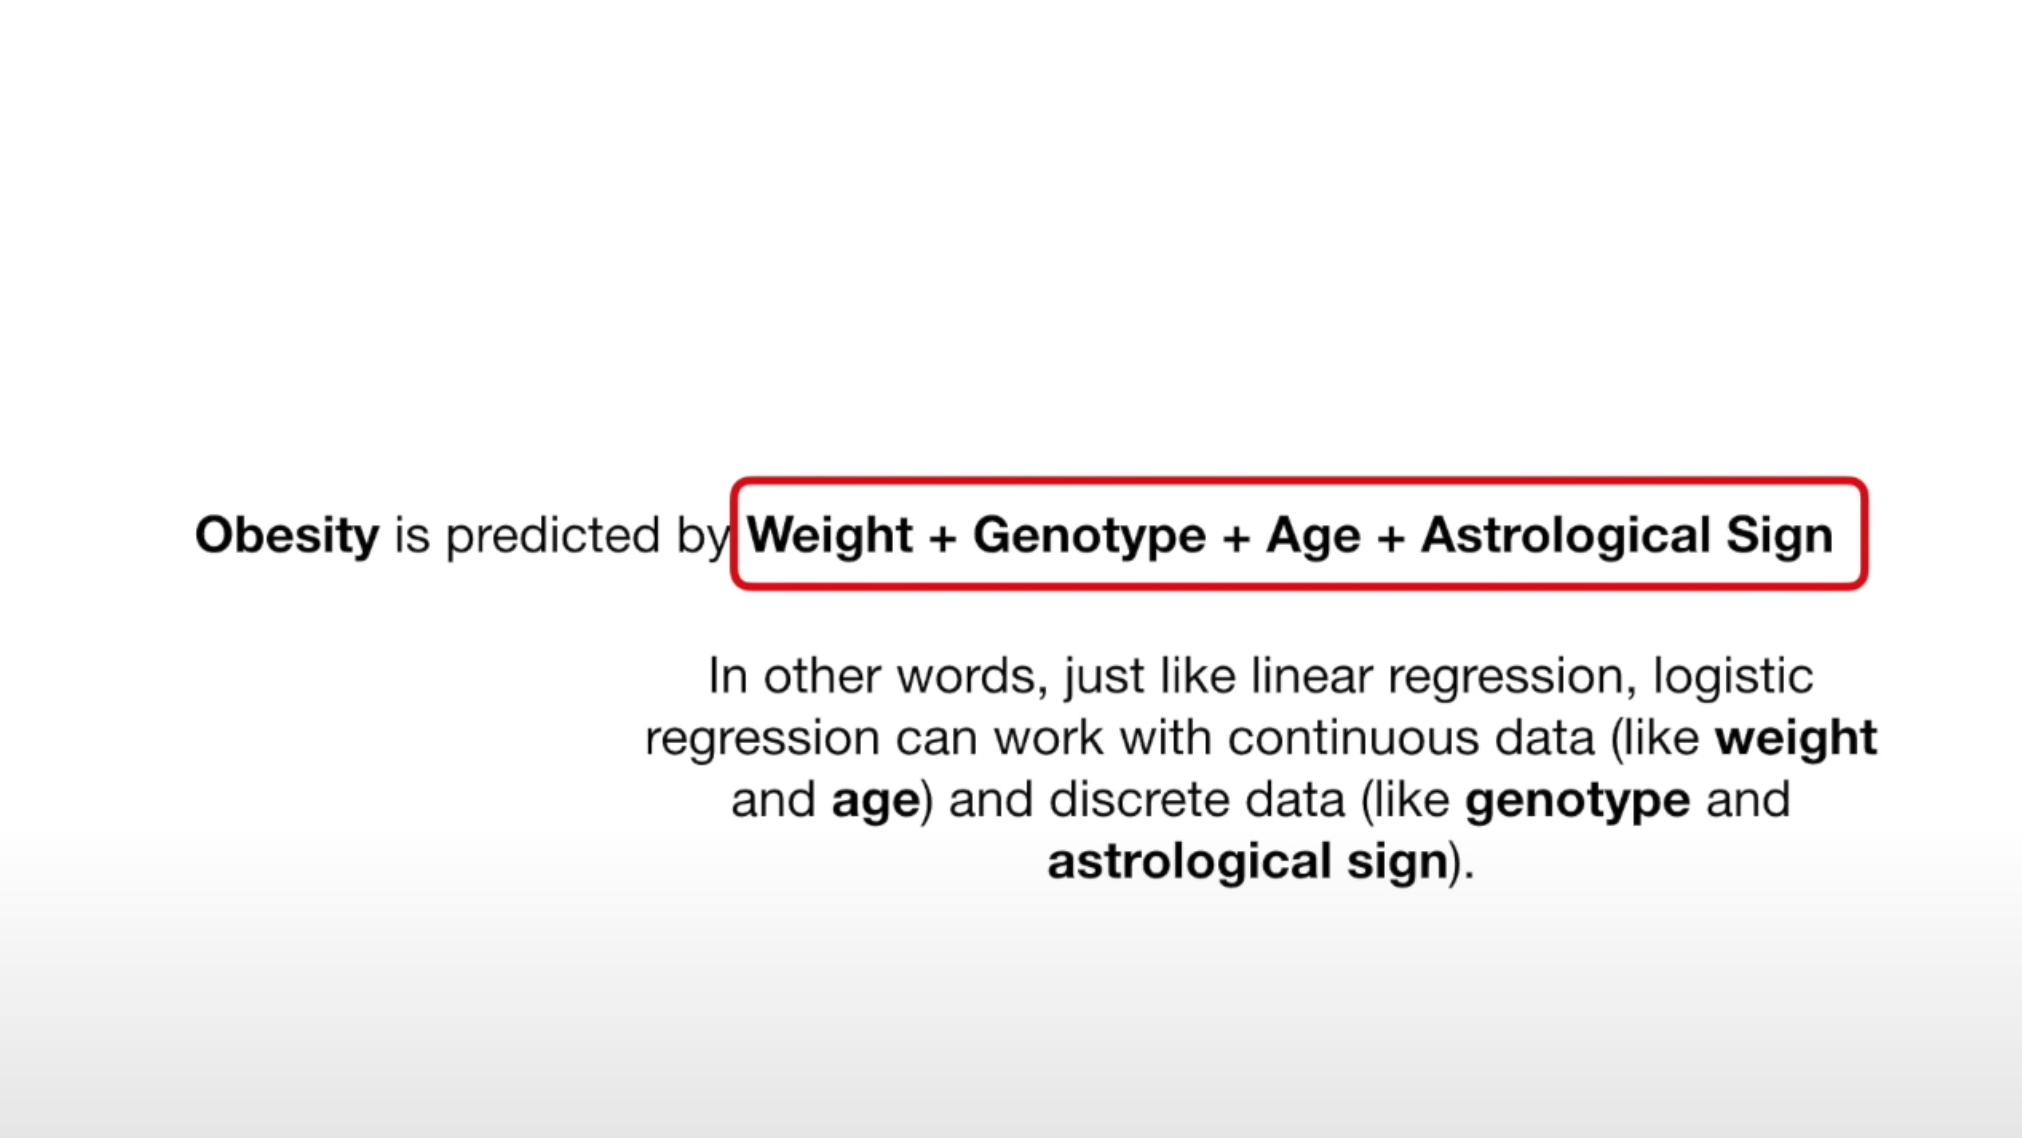 Obesity is predicted by Weight + Genotype + Age + Astrological Sign
In other words, just like linear regression, logistic
regression can work with continuous data (like weight
and age) and discrete data (like genotype and
astrological sign).